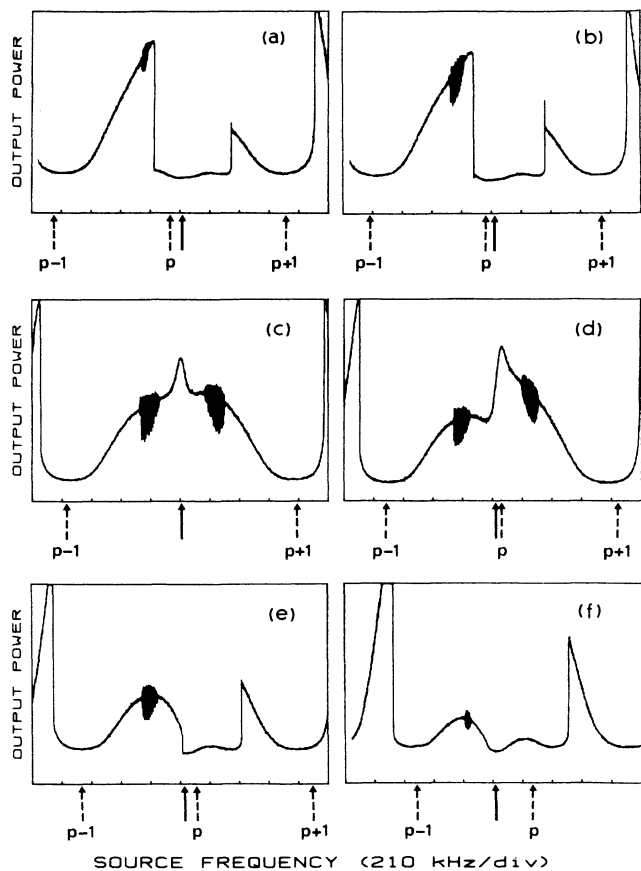 OUTPUT POWER
(a)
(b)
p-1
p
p+1
p-1
p
p+1
OUTPUT POWER
(c)
(d)
p-1
p+1
p-1
p
p+1
OUTPUT POWER
(e)
(f)
p-1
p
p+1
p-1
p
SOURCE FREQUENCY (210 kHz/div)